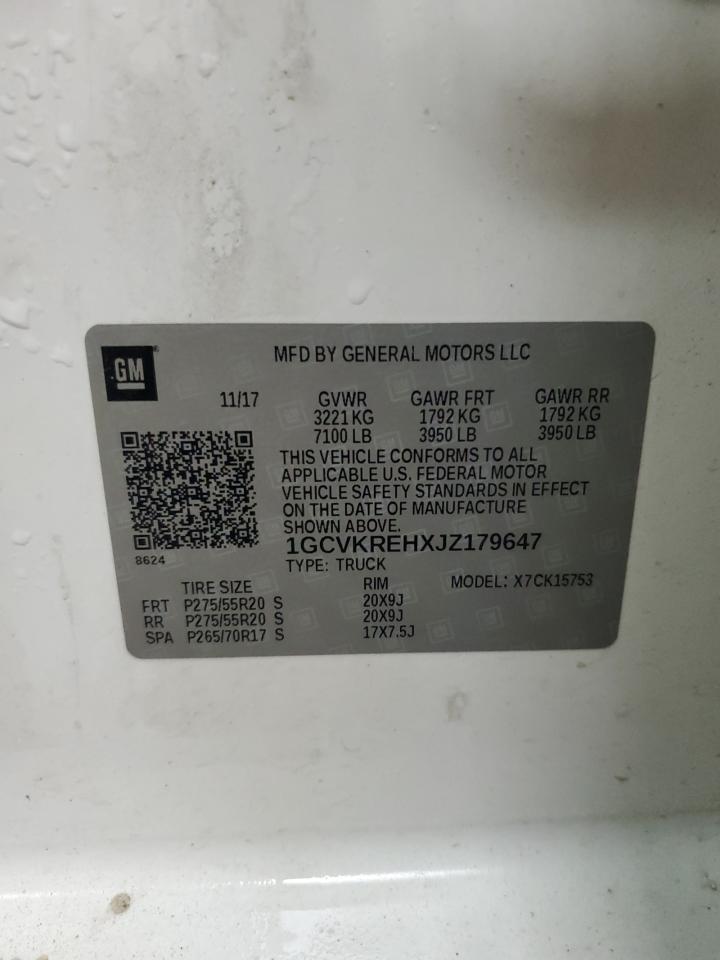 GM
MFD BY GENERAL MOTORS LLC
11/17 GVWR GAWR FRT GAWR RR
3221 KG 1792 KG 1792 KG
7100 LB 3950 LB 3950 LB
THIS VEHICLE CONFORMS TO ALL
APPLICABLE U.S. FEDERAL MOTOR
VEHICLE SAFETY STANDARDS IN EFFECT
ON THE DATE OF MANUFACTURE
SHOWN ABOVE.
1GCVKREHXJZ179647
8624
TYPE: TRUCK
TIRE SIZE RIM MODEL: X7CK15753
FRT P275/55R20 S 20X9J
RR P275/55R20 S 20X9J
SPA P265/70R17 S 17X7.5J